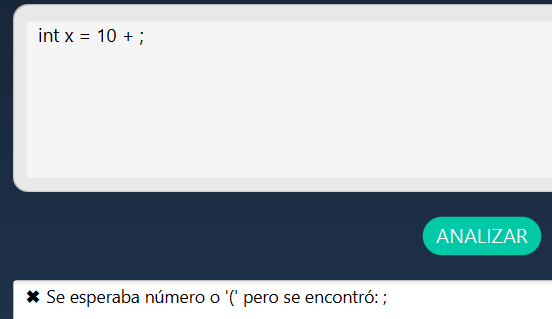 int x = 10 + ;
ANALIZAR
✖ Se esperaba número o '(' pero se encontró: ;